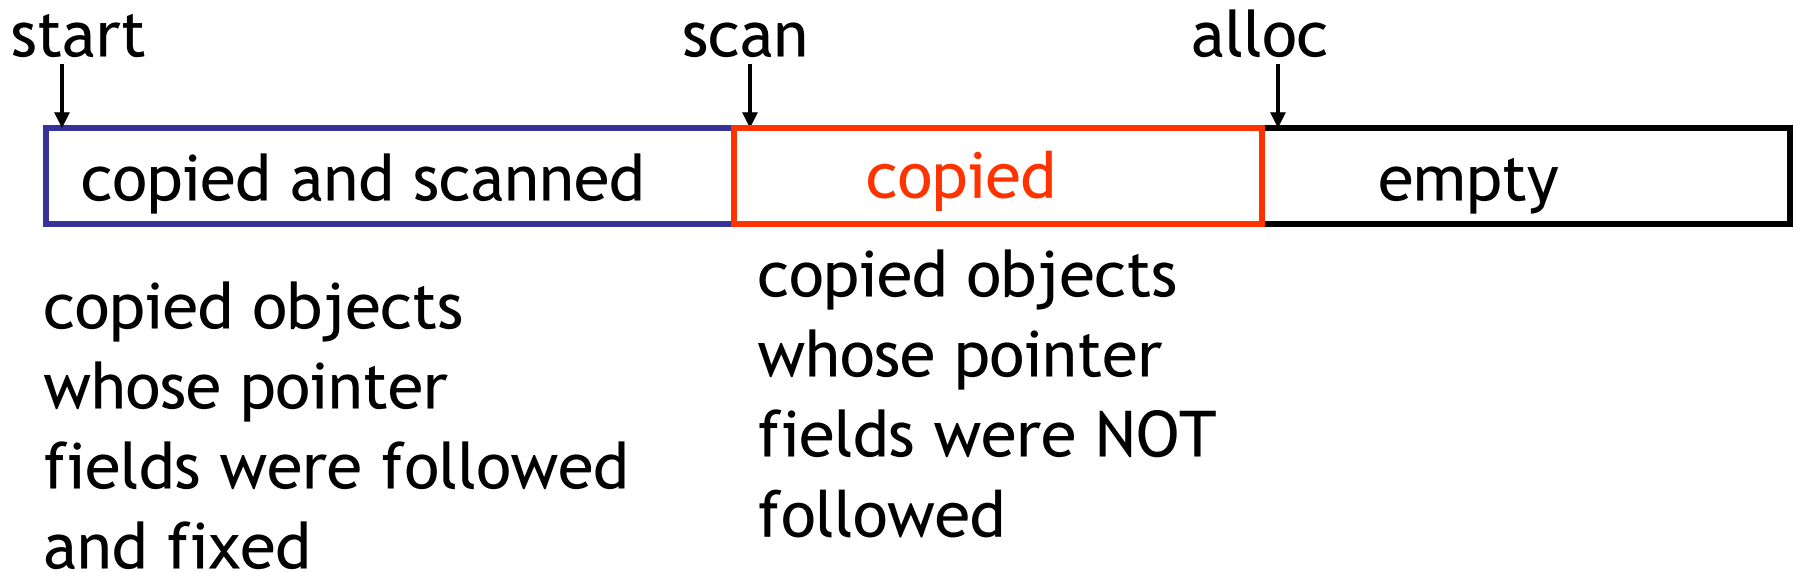 start scan alloc
copied and scanned copied empty
copied objects
whose pointer
fields were followed
and fixed
copied objects
whose pointer
fields were NOT
followed